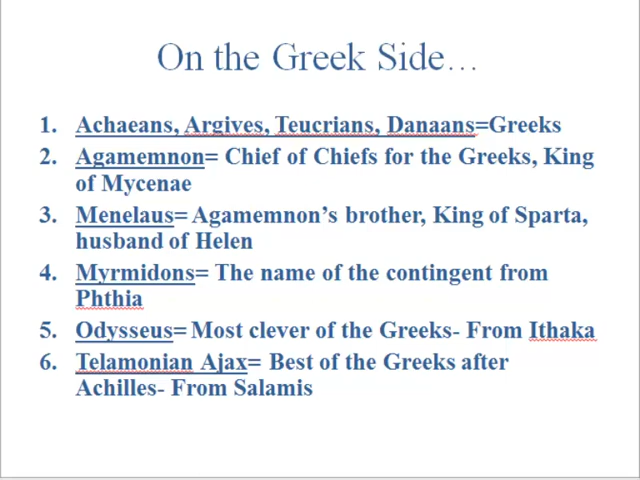 On the Greek Side…
1. Achaeans, Argives, Teucrians, Danaans=Greeks
2. Agamemnon= Chief of Chiefs for the Greeks, King
of Mycenae
3. Menelaus= Agamemnon’s brother, King of Sparta,
husband of Helen
4. Myrmidons= The name of the contingent from
Phthia
5. Odysseus= Most clever of the Greeks- From Ithaka
6. Telamonian Ajax= Best of the Greeks after
Achilles- From Salamis